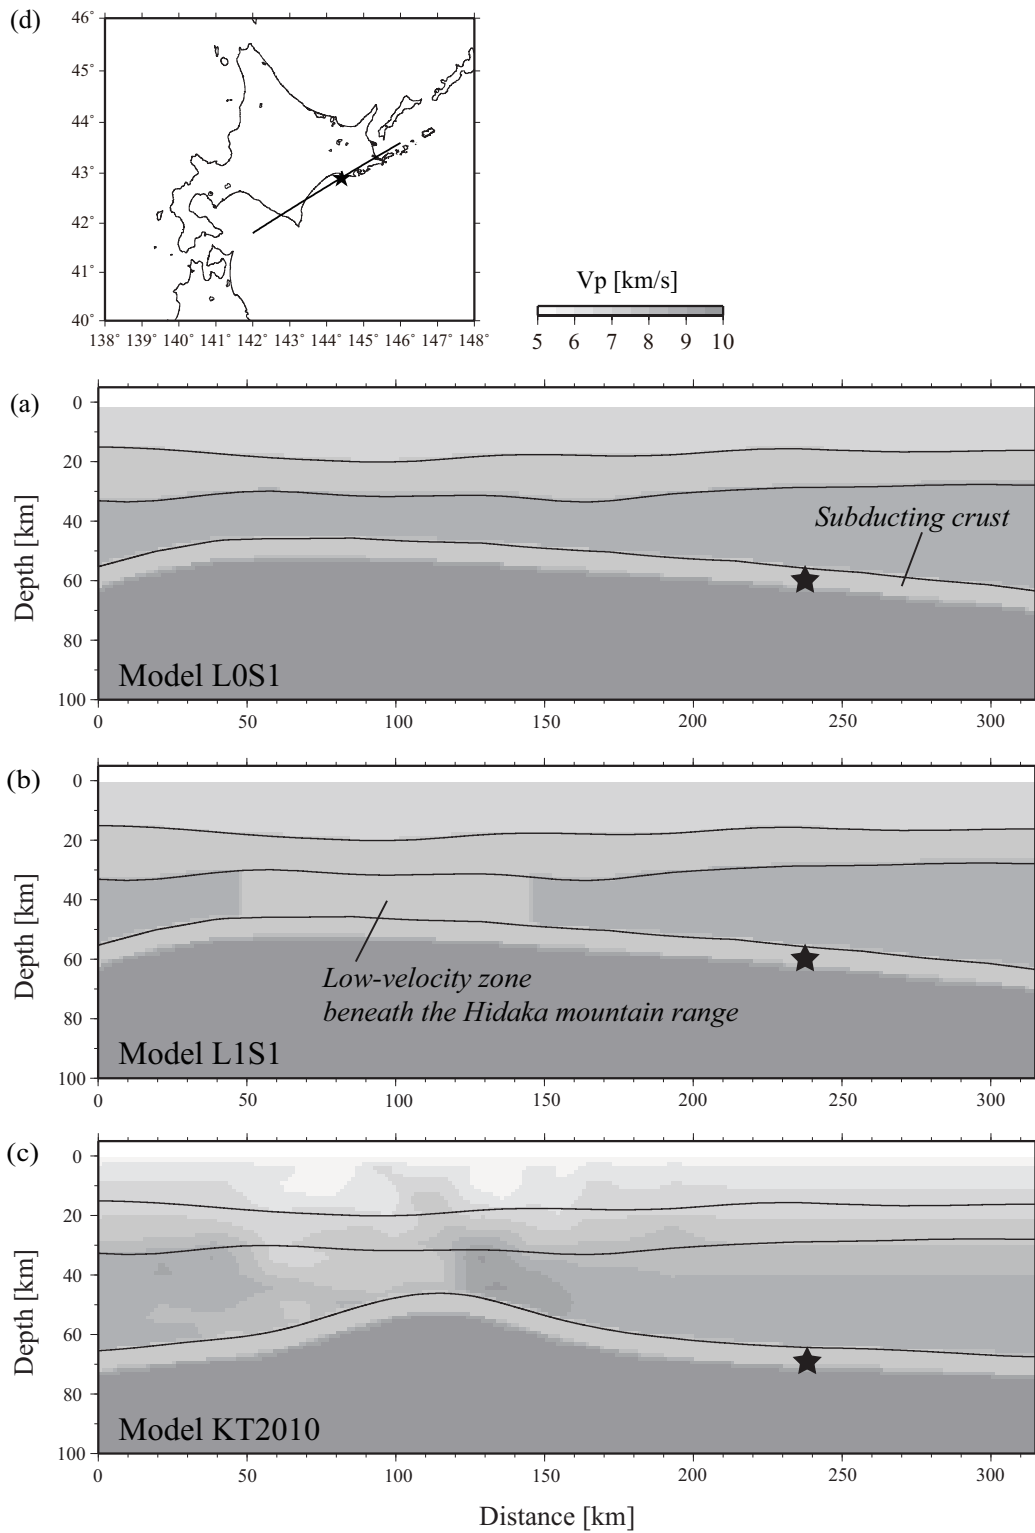 (d)
46°
45°
44°
43°
42°
41°
40°
138° 139° 140° 141° 142° 143° 144° 145° 146° 147° 148°
Vp [km/s]
5 6 7 8 9 10
(a)
0
20
40
60
80
100
Depth [km]
Subducting crust
Model L0S1
0 50 100 150 200 250 300
(b)
0
20
40
60
80
100
Depth [km]
Low-velocity zone
beneath the Hidaka mountain range
Model L1S1
0 50 100 150 200 250 300
(c)
0
20
40
60
80
100
Depth [km]
Model KT2010
0 50 100 150 200 250 300
Distance [km]